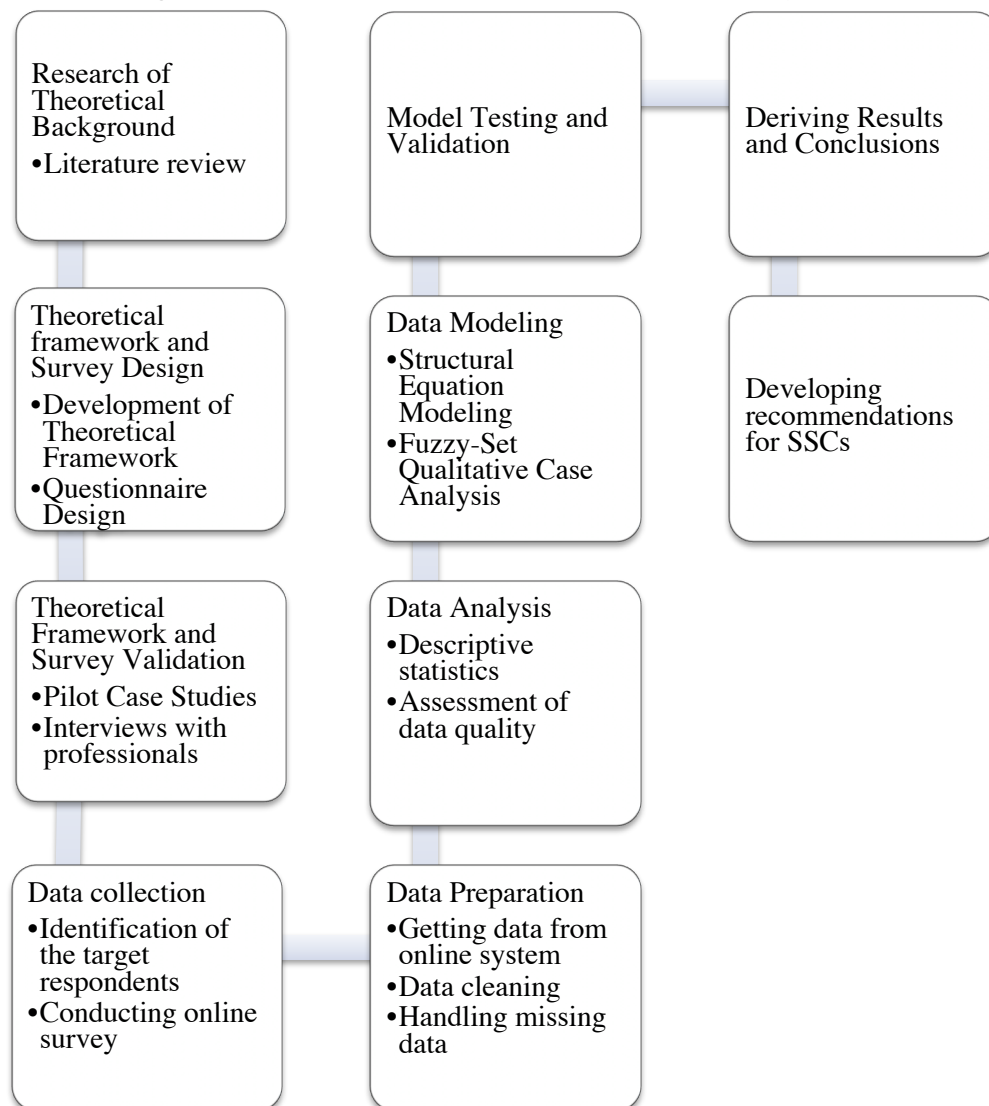 Research of
Theoretical
Background
•Literature review
Theoretical
framework and
Survey Design
•Development of
Theoretical
Framework
•Questionnaire
Design
Theoretical
Framework and
Survey Validation
•Pilot Case Studies
•Interviews with
professionals
Data collection
•Identification of
the target
respondents
•Conducting online
survey
Data Preparation
•Getting data from
online system
•Data cleaning
•Handling missing
data
Data Analysis
•Descriptive
statistics
•Assessment of
data quality
Data Modeling
•Structural
Equation
Modeling
•Fuzzy-Set
Qualitative Case
Analysis
Model Testing and
Validation
Deriving Results
and Conclusions
Developing
recommendations
for SSCs